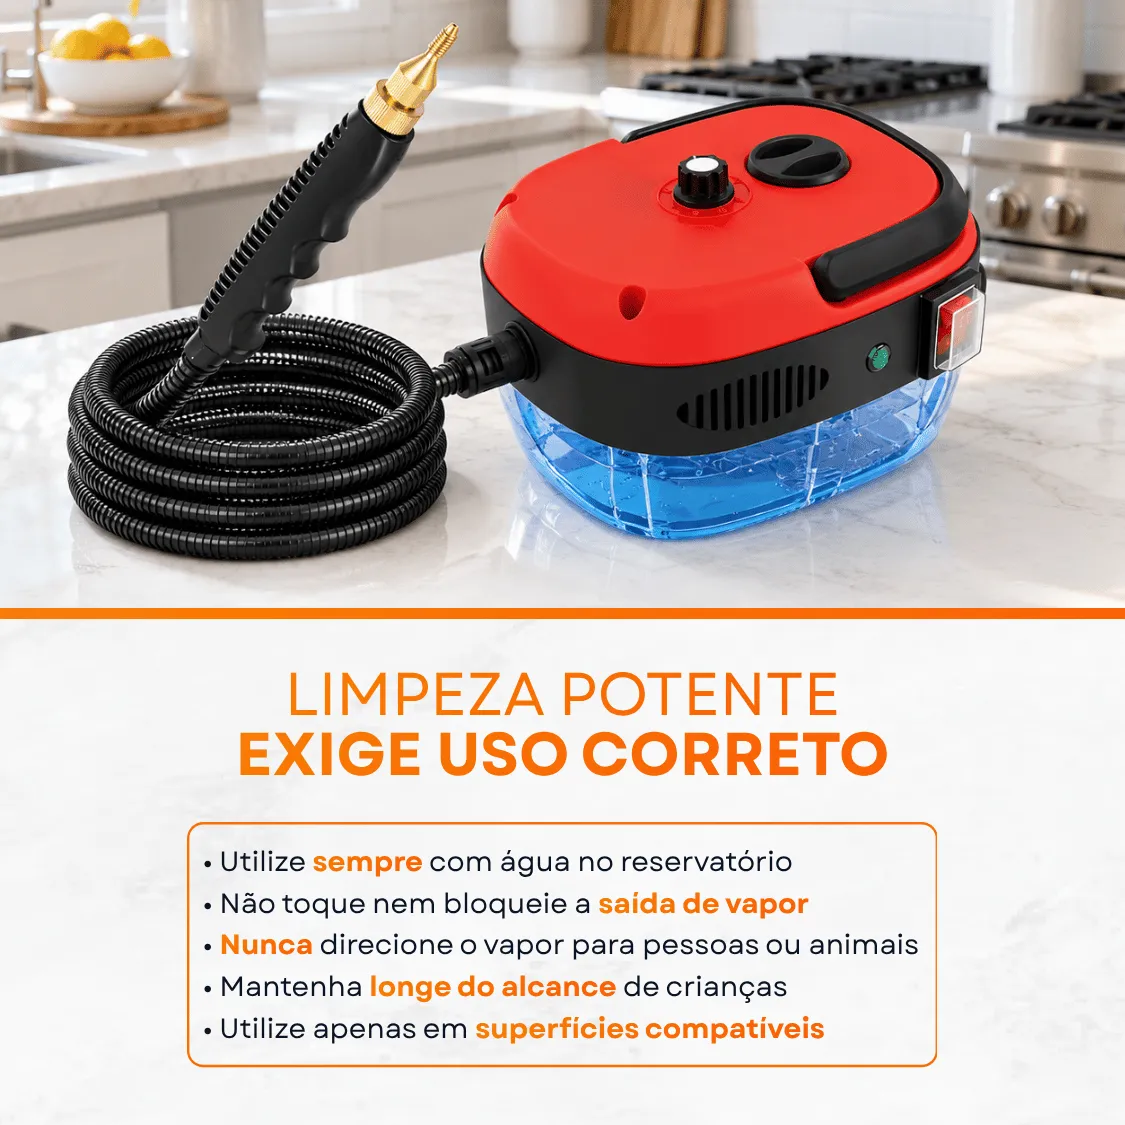 LIMPEZA POTENTE
EXIGE USO CORRETO
• Utilize sempre com água no reservatório
• Não toque nem bloqueie a saída de vapor
• Nunca direcione o vapor para pessoas ou animais
• Mantenha longe do alcance de crianças
• Utilize apenas em superfícies compatíveis